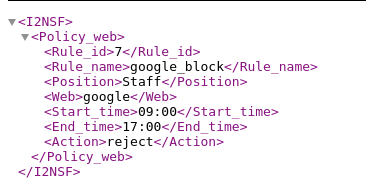 <I2NSF>
<Policy_web>
<Rule_id>7</Rule_id>
<Rule_name>google_block</Rule_name>
<Position>Staff</Position>
<Web>google</Web>
<Start_time>09:00</Start_time>
<End_time>17:00</End_time>
<Action>reject</Action>
</Policy_web>
</I2NSF>